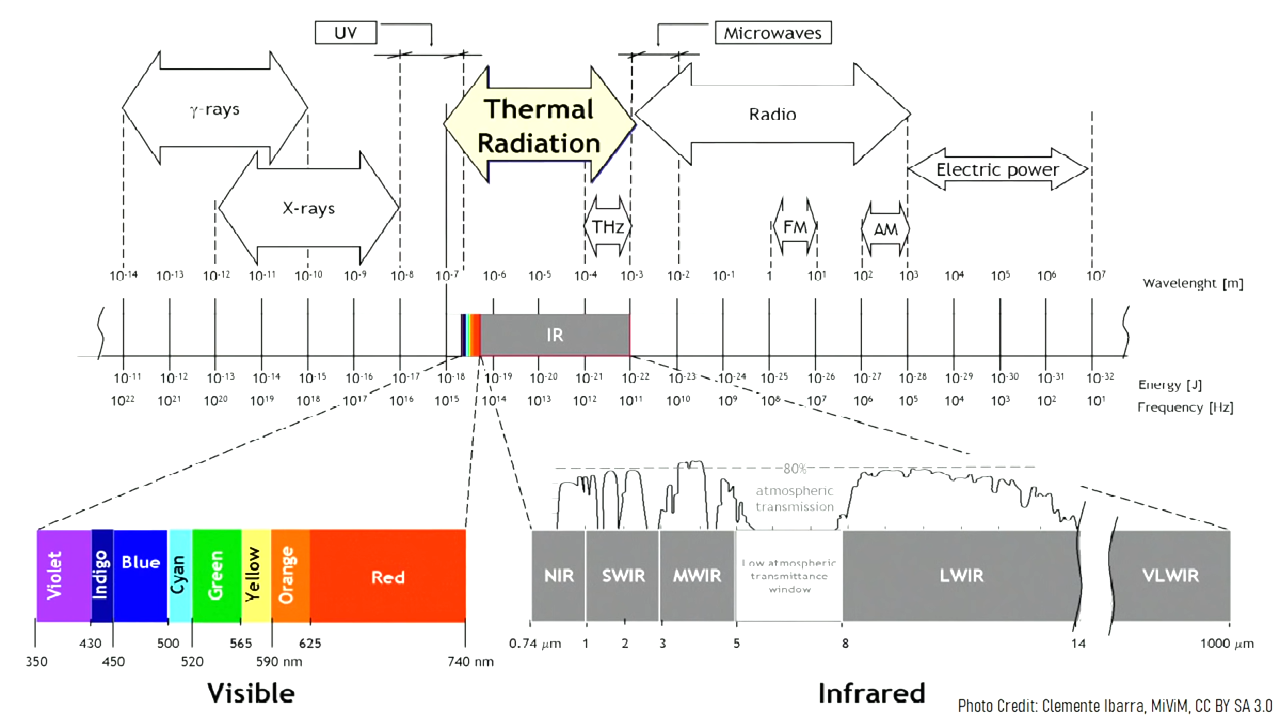 UV
Microwaves
γ-rays
Thermal
Radiation
Radio
Electric power
X-rays
THz
FM
AM
10-14 10-13 10-12 10-11 10-10 10-9 10-8 10-7 10-6 10-5 10-4 10-3 10-2 10-1 1 10¹ 10² 10³ 10⁴ 10⁵ 10⁶ 10⁷
Wavelenght [m]
IR
10-11 10-12 10-13 10-14 10-15 10-16 10-17 10-18 10-19 10-20 10-21 10-22 10-23 10-24 10-25 10-26 10-27 10-28 10-29 10-30 10-31 10-32
Energy [J]
10²² 10²¹ 10²⁰ 10¹⁹ 10¹⁸ 10¹⁷ 10¹⁶ 10¹⁵ 10¹⁴ 10¹³ 10¹² 10¹¹ 10¹⁰ 10⁹ 10⁸ 10⁷ 10⁶ 10⁵ 10⁴ 10³ 10² 10¹
Frequency [Hz]
80%
atmospheric
transmission
Violet
Indigo
Blue
Cyan
Green
Yellow
Orange
Red
NIR
SWIR
MWIR
Low atmospheric
transmittance
window
LWIR
VLWIR
430 500 565 625
350 450 520 590 nm 740 nm
0.74 μm 1 2 3 5 8 14 1000 μm
Visible
Infrared
Photo Credit: Clemente Ibarra, MiViM, CC BY SA 3.0